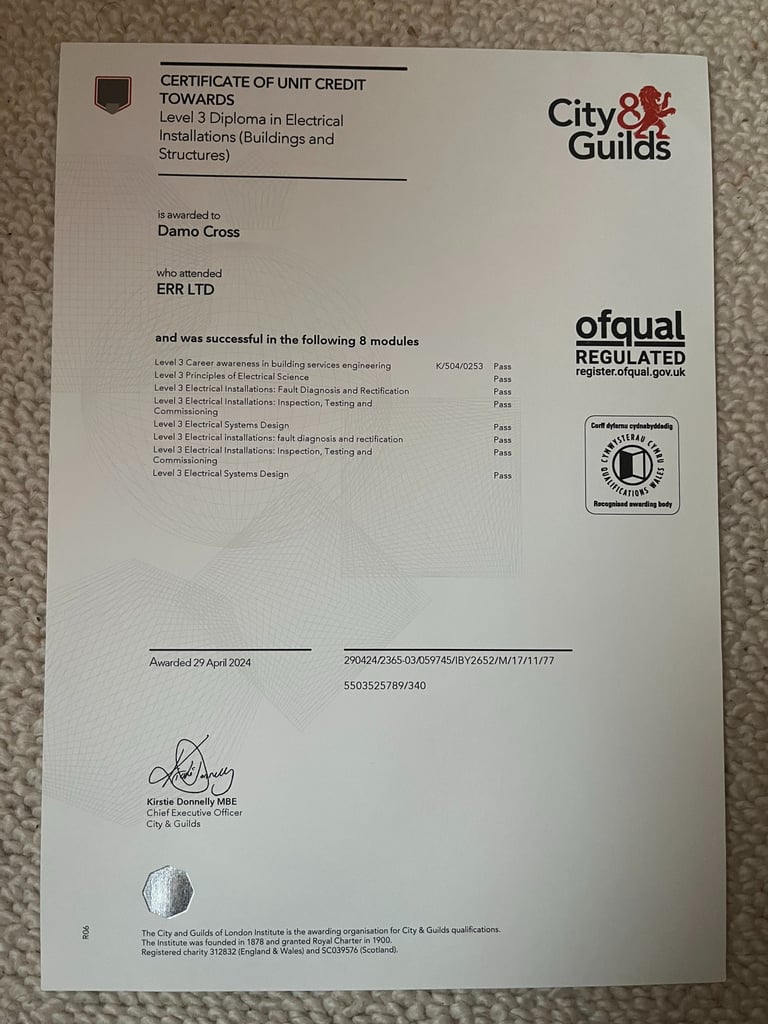 CERTIFICATE OF UNIT CREDIT
TOWARDS
Level 3 Diploma in Electrical
Installations (Buildings and
Structures)
City &
Guilds
is awarded to
Damo Cross
who attended
ERR LTD
and was successful in the following 8 modules
Level 3 Career awareness in building services engineering K/504/0253 Pass
Level 3 Principles of Electrical Science Pass
Level 3 Electrical Installations: Fault Diagnosis and Rectification Pass
Level 3 Electrical Installations: Inspection, Testing and Pass
Commissioning
Level 3 Electrical Systems Design Pass
Level 3 Electrical installations: fault diagnosis and rectification Pass
Level 3 Electrical Installations: Inspection, Testing and Pass
Commissioning
Level 3 Electrical Systems Design Pass
ofqual
REGULATED
register.ofqual.gov.uk
Corff dyfarnu cydnabyddedig
CYMWYSTERAU CYMRU
QUALIFICATIONS WALES
Recognised awarding body
Awarded 29 April 2024
290424/2365-03/059745/IBY2652/M/17/11/77
5503525789/340
Kirstie Donnelly
Kirstie Donnelly MBE
Chief Executive Officer
City & Guilds
R06
The City and Guilds of London Institute is the awarding organisation for City & Guilds qualifications.
The Institute was founded in 1878 and granted Royal Charter in 1900.
Registered charity 312832 (England & Wales) and SC039576 (Scotland).